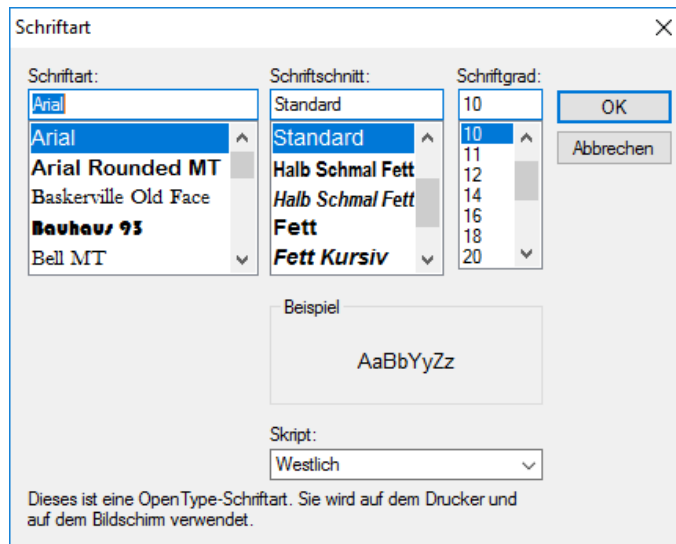 Schriftart
Schriftart:
Schriftschnitt:
Schriftgrad:
Arial
Standard
10
OK
Abbrechen
Arial
Arial Rounded MT
Baskerville Old Face
Bauhaus 93
Bell MT
Standard
Halb Schmal Fett
Halb Schmal Fett
Fett
Fett Kursiv
10
11
12
14
16
18
20
Beispiel
AaBbYyZz
Skript:
Westlich
Dieses ist eine OpenType-Schriftart. Sie wird auf dem Drucker und
auf dem Bildschirm verwendet.